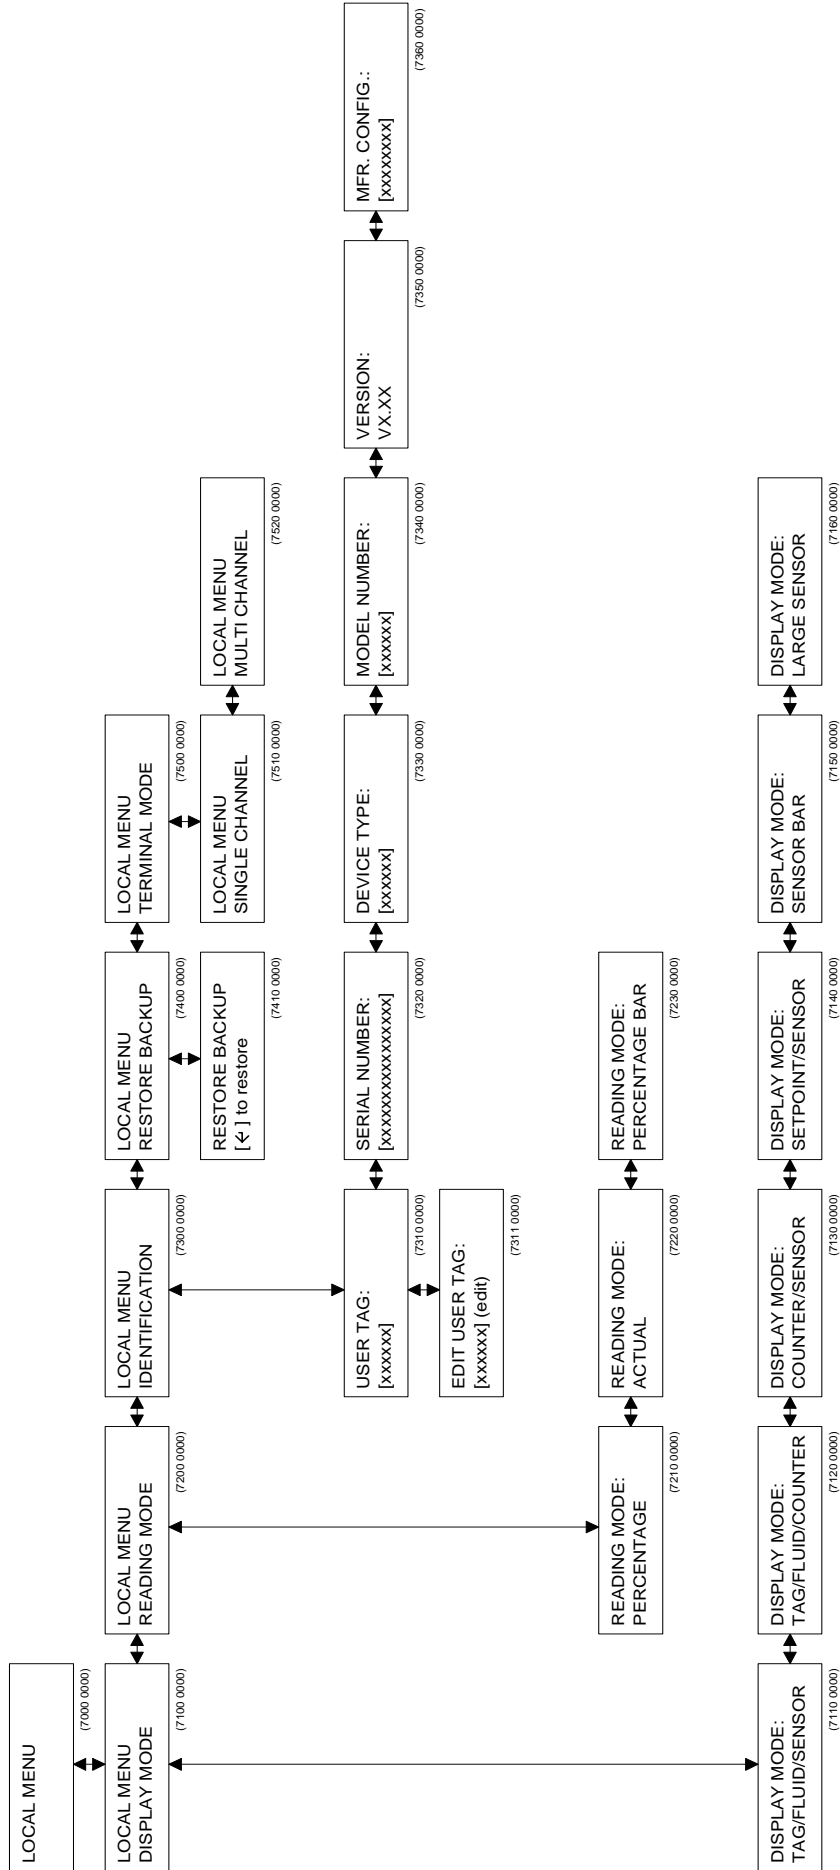 LOCAL MENU
(7000 0000)
LOCAL MENU
DISPLAY MODE
(7100 0000)
LOCAL MENU
READING MODE
(7200 0000)
LOCAL MENU
IDENTIFICATION
(7300 0000)
LOCAL MENU
RESTORE BACKUP
(7400 0000)
LOCAL MENU
TERMINAL MODE
(7500 0000)
RESTORE BACKUP
[↵] to restore
(7410 0000)
LOCAL MENU
SINGLE CHANNEL
(7510 0000)
LOCAL MENU
MULTI CHANNEL
(7520 0000)
USER TAG:
[xxxxxx]
(7310 0000)
SERIAL NUMBER:
[xxxxxxxxxxxxxxxxxx]
(7320 0000)
DEVICE TYPE:
[xxxxxx]
(7330 0000)
MODEL NUMBER:
[xxxxxx]
(7340 0000)
VERSION:
VX.XX
(7350 0000)
MFR. CONFIG.:
[xxxxxxxx]
(7360 0000)
EDIT USER TAG:
[xxxxxx] (edit)
(7311 0000)
READING MODE:
PERCENTAGE
(7210 0000)
READING MODE:
ACTUAL
(7220 0000)
READING MODE:
PERCENTAGE BAR
(7230 0000)
DISPLAY MODE:
TAG/FLUID/SENSOR
(7110 0000)
DISPLAY MODE:
TAG/FLUID/COUNTER
(7120 0000)
DISPLAY MODE:
COUNTER/SENSOR
(7130 0000)
DISPLAY MODE:
SETPOINT/SENSOR
(7140 0000)
DISPLAY MODE:
SENSOR BAR
(7150 0000)
DISPLAY MODE:
LARGE SENSOR
(7160 0000)